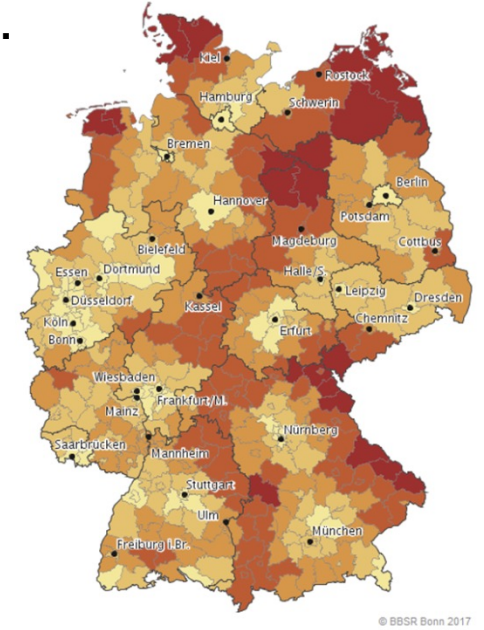 Kiel
Rostock
Hamburg
Schwerin
Bremen
Berlin
Hannover
Potsdam
Bielefeld
Magdeburg
Cottbus
Essen
Dortmund
Halle/S.
Leipzig
Düsseldorf
Kassel
Dresden
Köln
Erfurt
Chemnitz
Bonn
Wiesbaden
Frankfurt/M.
Mainz
Nürnberg
Saarbrücken
Mannheim
Stuttgart
Ulm
München
Freiburg i.Br.
© BBSR Bonn 2017